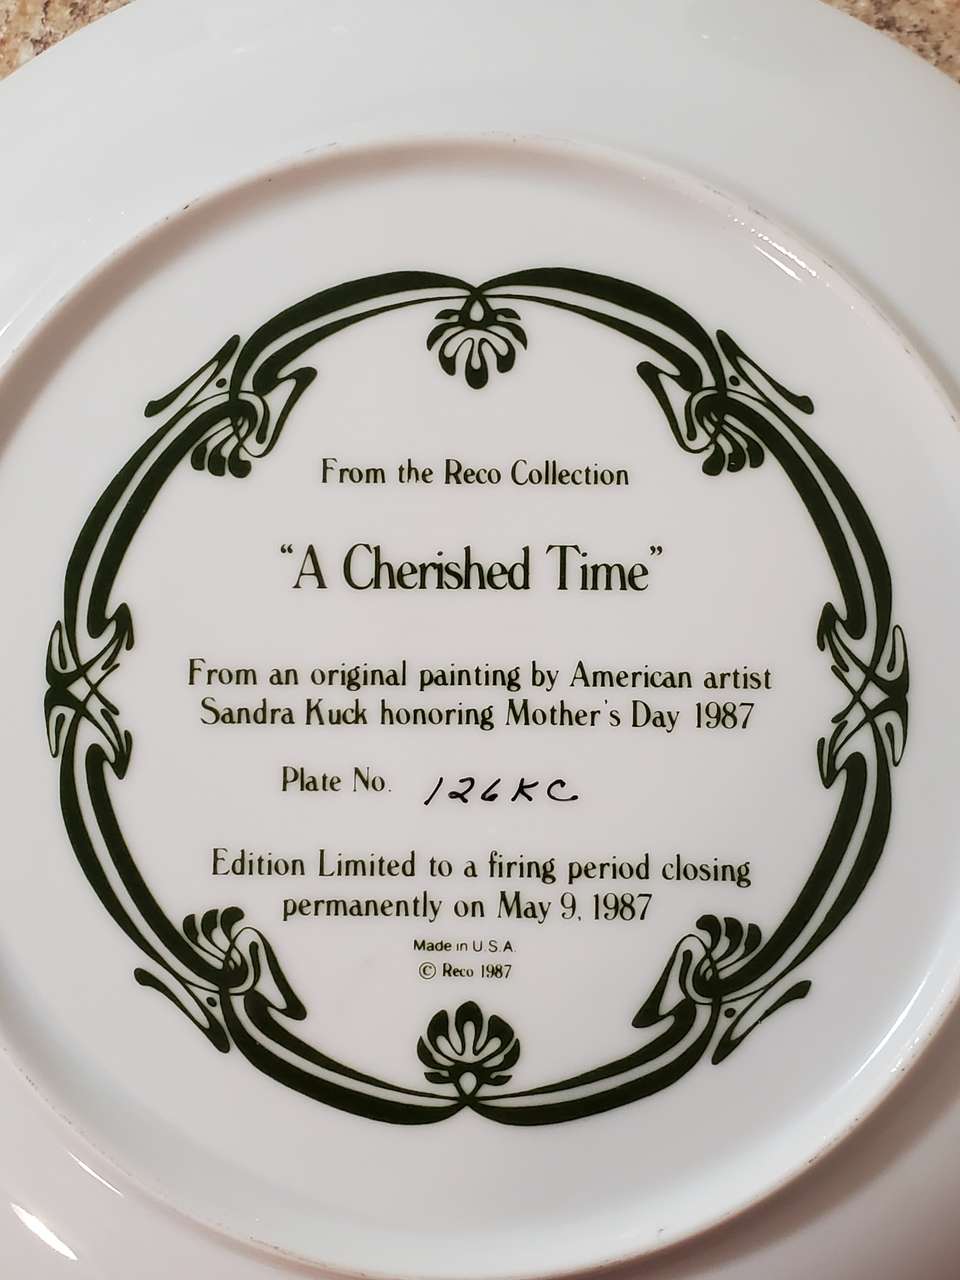 From the Reco Collection
“A Cherished Time”
From an original painting by American artist
Sandra Kuck honoring Mother's Day 1987
Plate No. 126KC
Edition Limited to a firing period closing
permanently on May 9, 1987
Made in U.S.A.
© Reco 1987